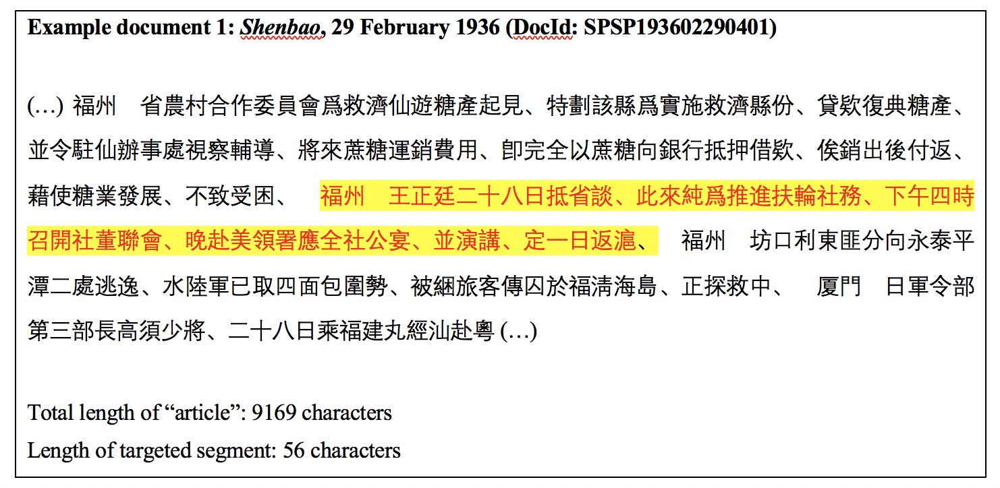 Example document 1: Shenbao, 29 February 1936 (DocId: SPSP193602290401)
(…) 福州　省農村合作委員會爲救濟仙遊糖產起見、特劃該縣爲實施救濟縣份、貸欵復典糖產、
並令駐仙辦事處視察輔導、將來蔗糖運銷費用、卽完全以蔗糖向銀行抵押借欵、俟銷出後付返、
藉使糖業發展、不致受困、　福州　王正廷二十八日抵省談、此來純爲推進扶輪社務、下午四時
召開社董聯會、晚赴美領署應全社公宴、並演講、定一日返滬、　福州　坊口利東匪分向永泰平
潭二處逃逸、水陸軍已取四面包圍勢、被綑旅客傳囚於福淸海島、正探救中、　厦門　日軍令部
第三部長高須少將、二十八日乘福建丸經汕赴粵 (…)
Total length of “article”: 9169 characters
Length of targeted segment: 56 characters